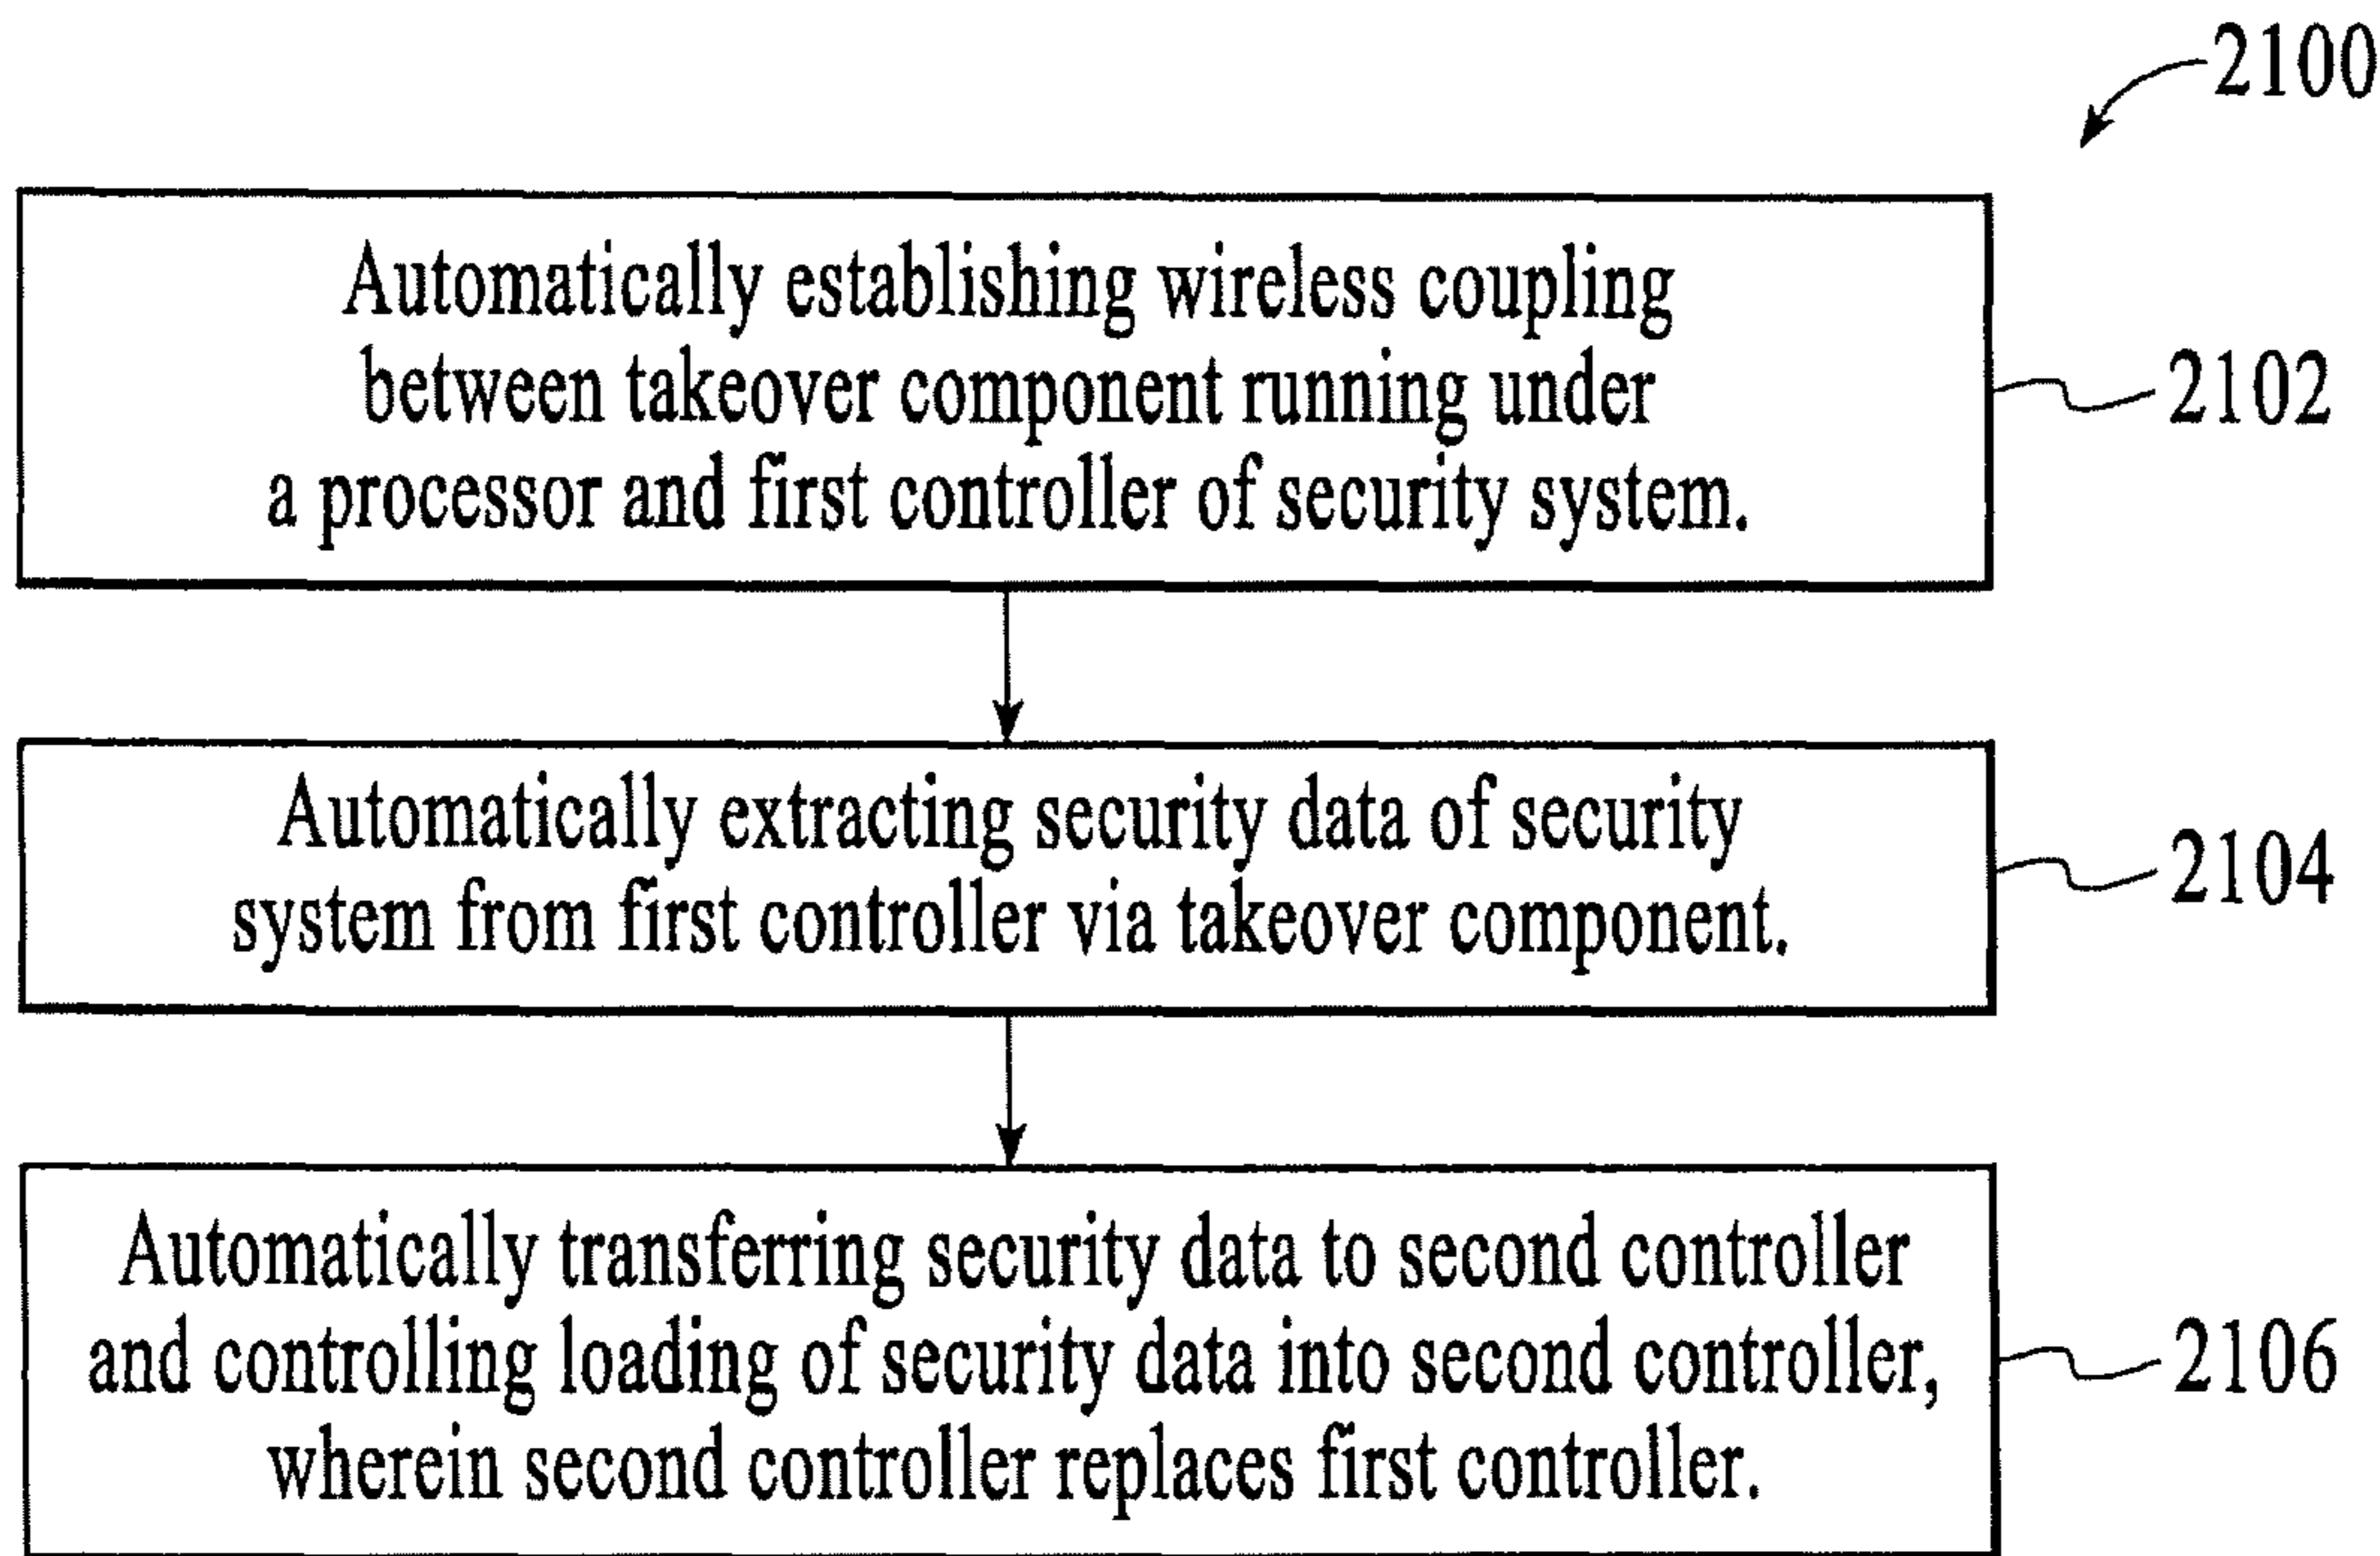 2100
Automatically establishing wireless coupling
between takeover component running under
a processor and first controller of security system.
2102
Automatically extracting security data of security
system from first controller via takeover component.
2104
Automatically transferring security data to second controller
and controlling loading of security data into second controller,
wherein second controller replaces first controller.
2106